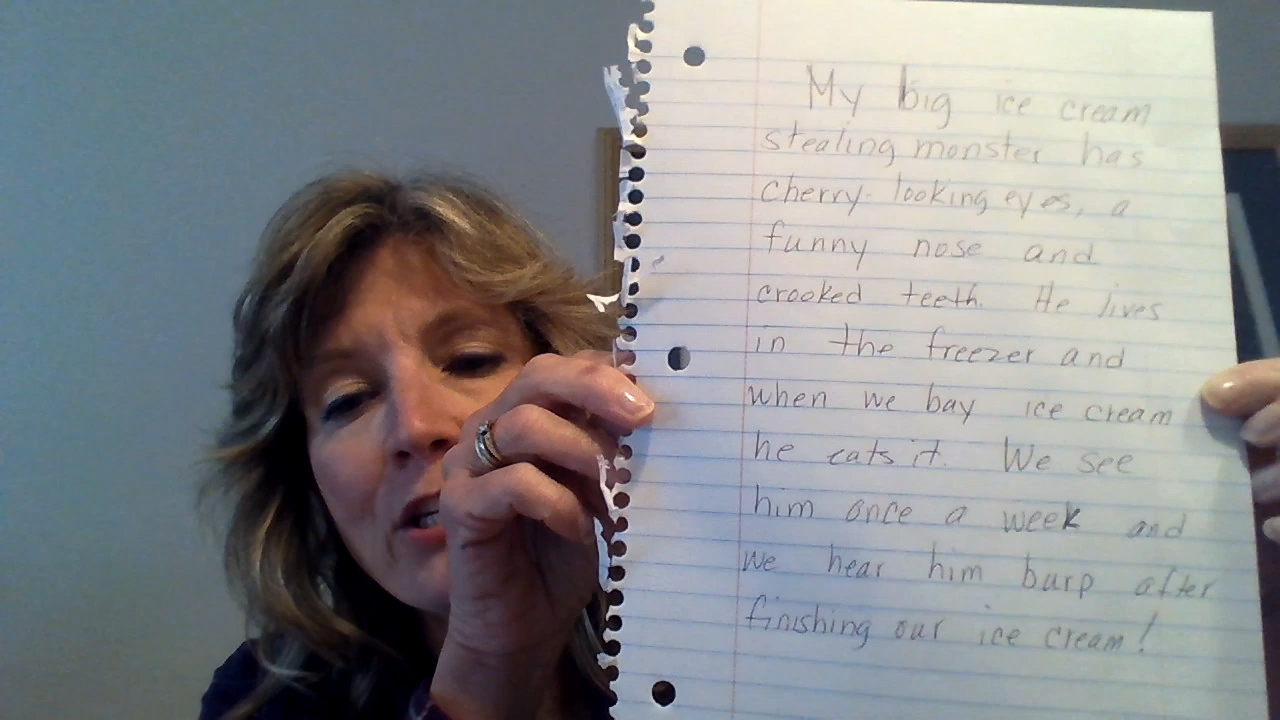 My big ice cream
stealing monster has
cherry-looking eyes, a
funny nose and
crooked teeth. He lives
in the freezer and
when we buy ice cream
he eats it. We see
him once a week and
we hear him burp after
finishing our ice cream!